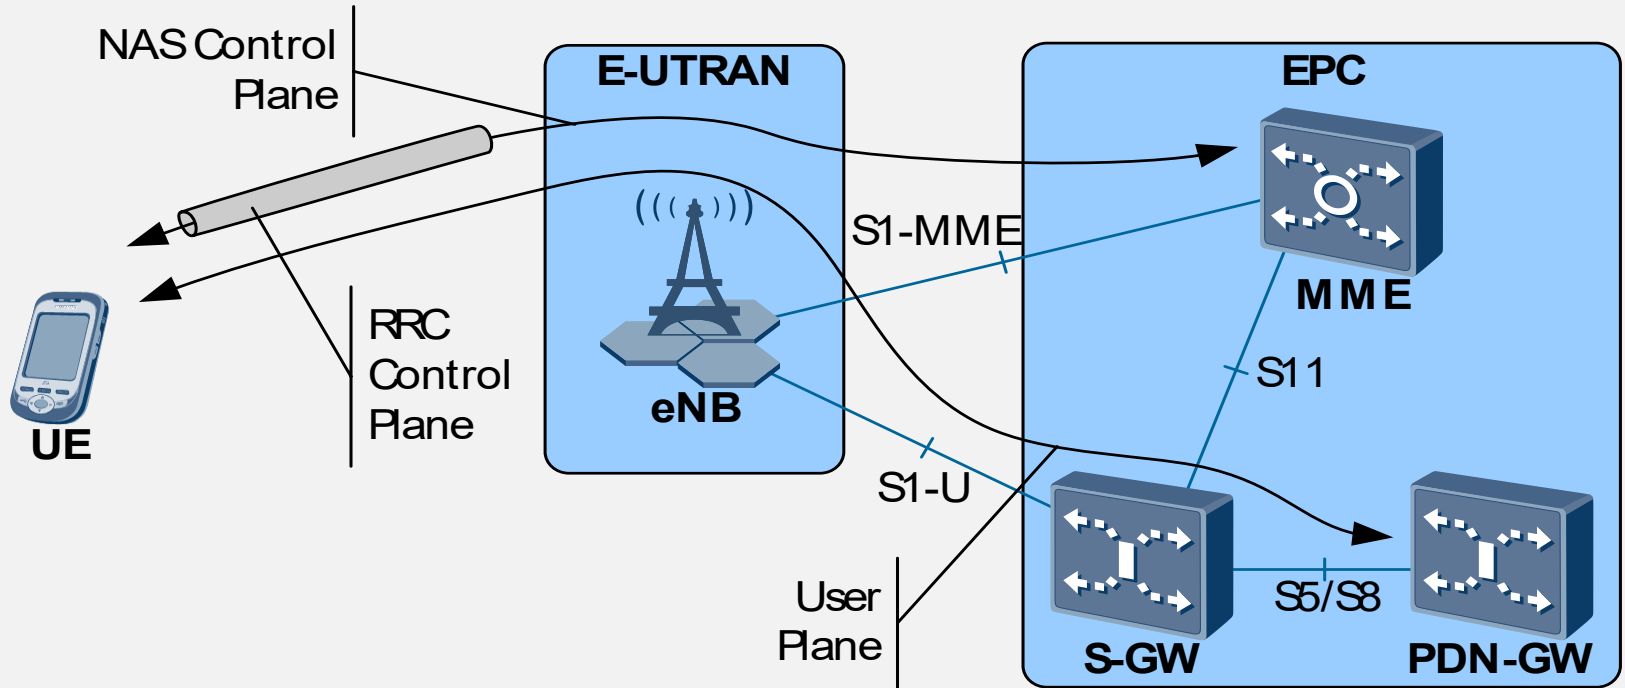 NAS Control
Plane
E-UTRAN
EPC
S1-MME
MME
RRC
Control
Plane
S11
eNB
UE
S1-U
User
Plane
S5/S8
S-GW
PDN-GW